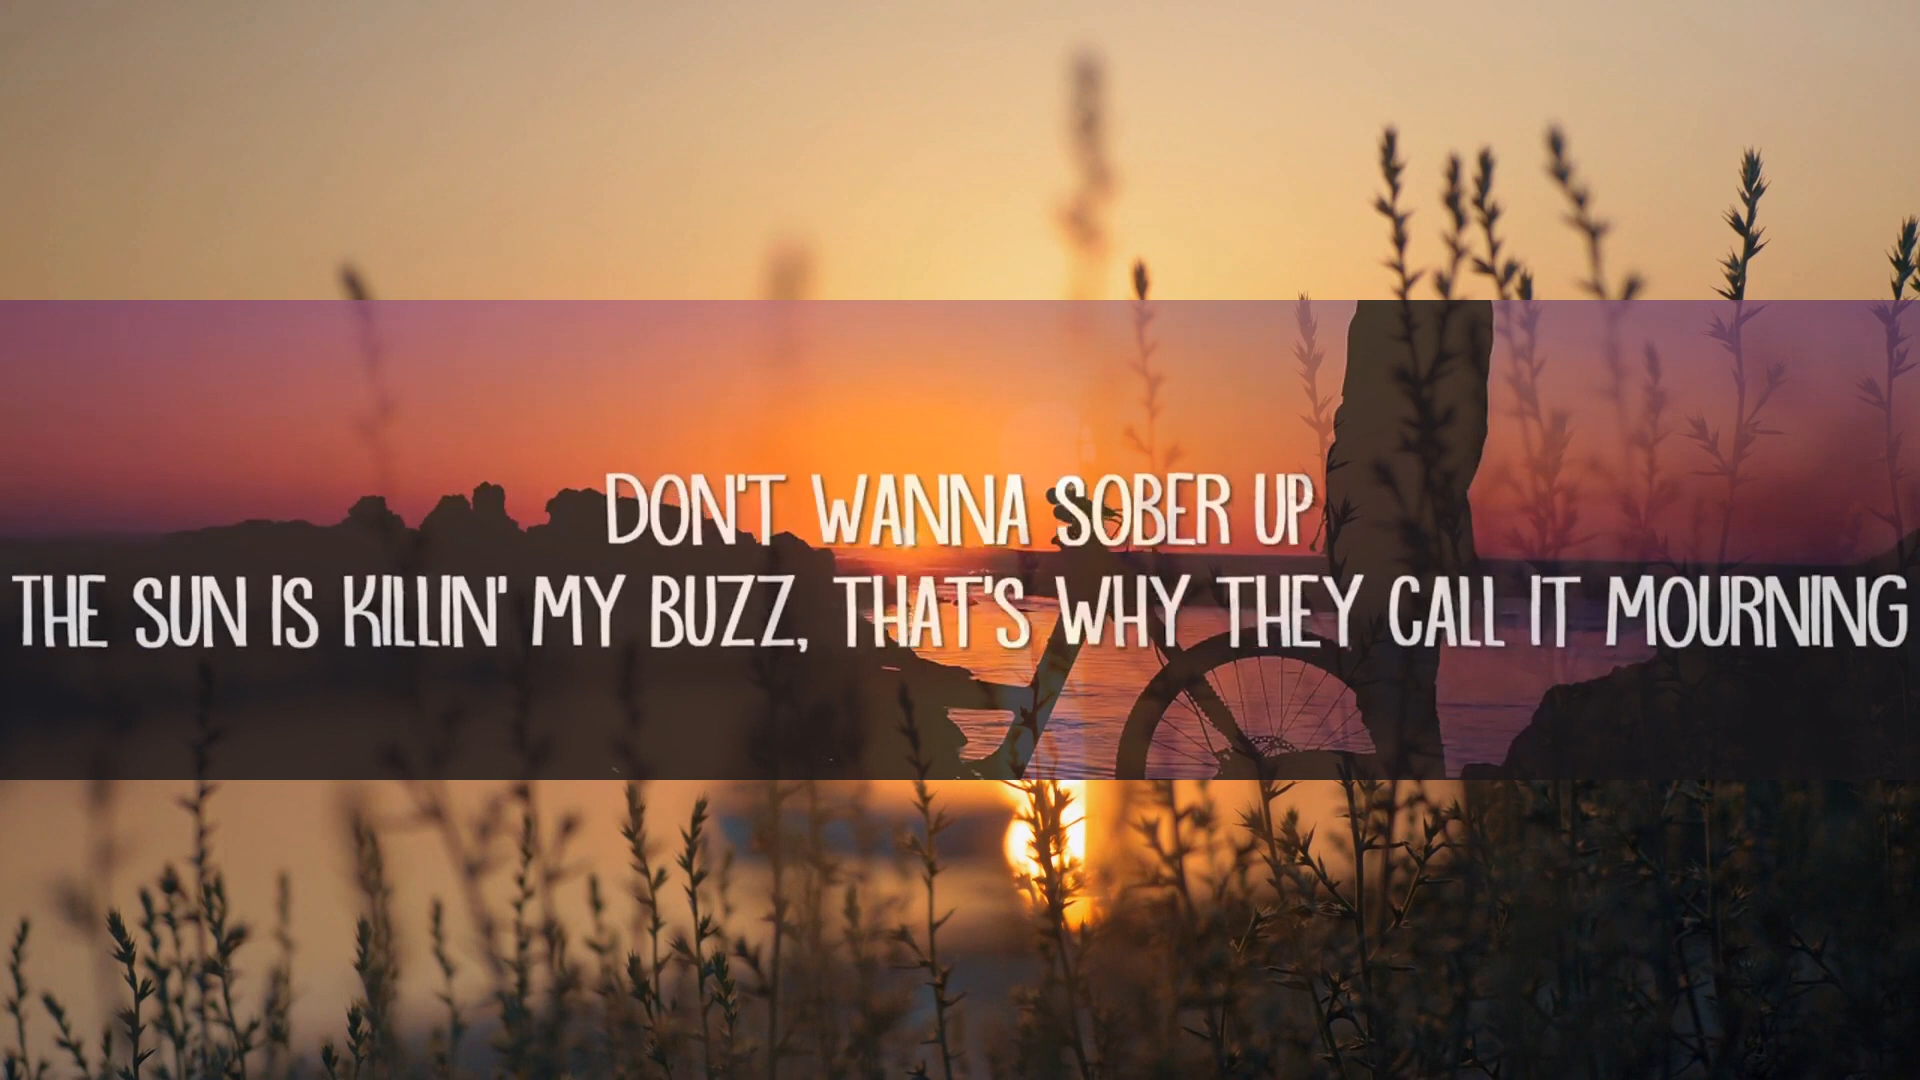 DON'T WANNA SOBER UP
THE SUN IS KILLIN' MY BUZZ, THAT'S WHY THEY CALL IT MOURNING